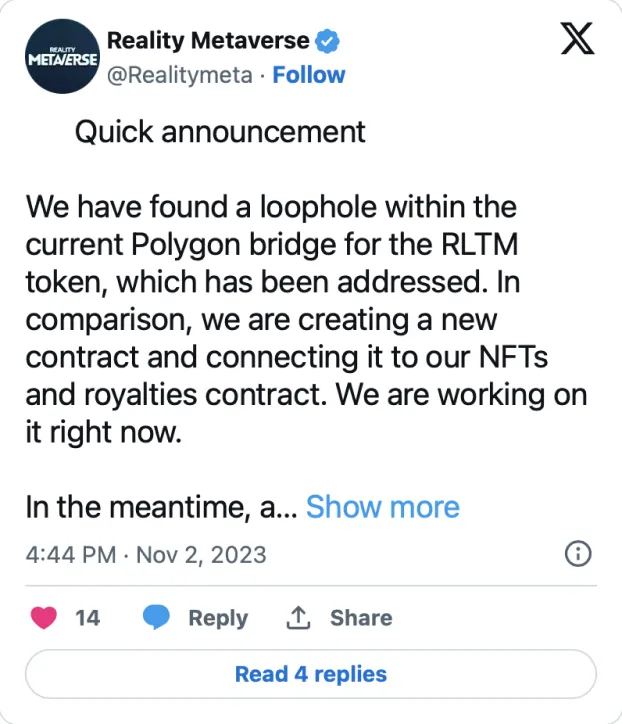 REALITY
METAVERSE
Reality Metaverse
X
@Realitymeta · Follow
Quick announcement
We have found a loophole within the
current Polygon bridge for the RLTM
token, which has been addressed. In
comparison, we are creating a new
contract and connecting it to our NFTs
and royalties contract. We are working on
it right now.
In the meantime, a... Show more
4:44 PM · Nov 2, 2023
14 Reply Share
Read 4 replies